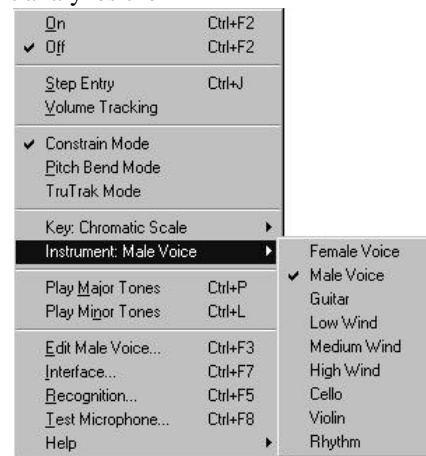 On Ctrl+F2
✔ Off Ctrl+F2
Step Entry Ctrl+J
Volume Tracking
✔ Constrain Mode
Pitch Bend Mode
TruTrak Mode
Key: Chromatic Scale
Instrument: Male Voice
Play Major Tones Ctrl+P
Play Minor Tones Ctrl+L
Edit Male Voice... Ctrl+F3
Interface... Ctrl+F7
Recognition... Ctrl+F5
Test Microphone... Ctrl+F8
Help
Female Voice
✔ Male Voice
Guitar
Low Wind
Medium Wind
High Wind
Cello
Violin
Rhythm